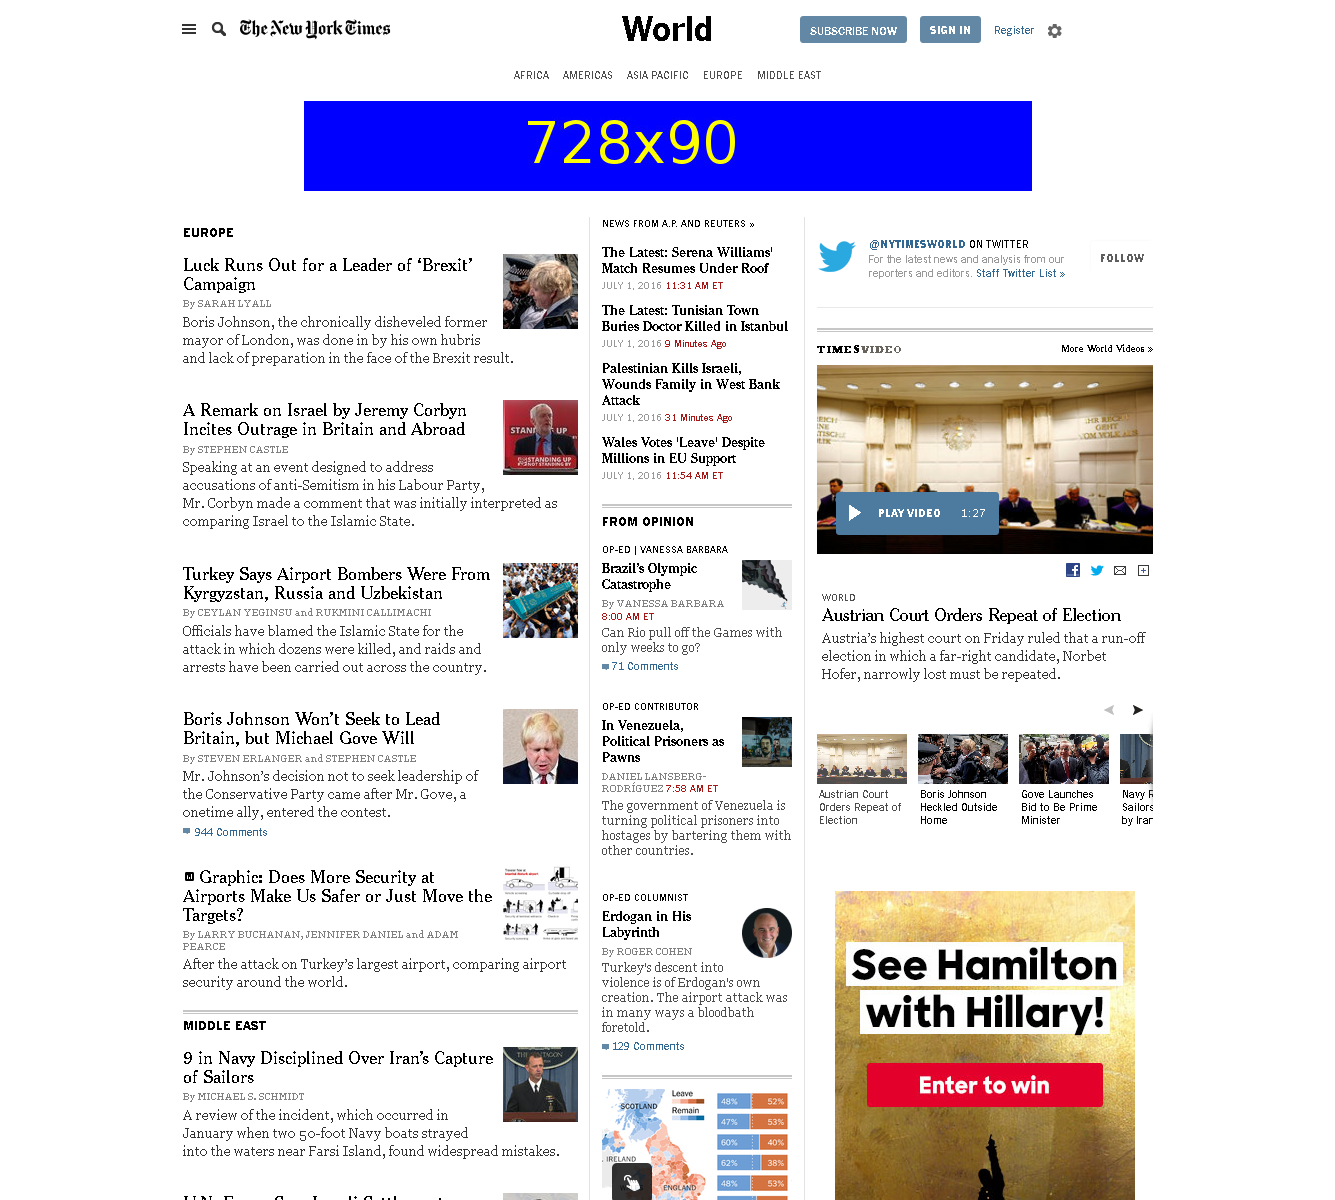 The New York Times
World
SUBSCRIBE NOW
SIGN IN
Register
AFRICA AMERICAS ASIA PACIFIC EUROPE MIDDLE EAST
728x90
EUROPE
Luck Runs Out for a Leader of ‘Brexit’
Campaign
By SARAH LYALL
Boris Johnson, the chronically disheveled former
mayor of London, was done in by his own hubris
and lack of preparation in the face of the Brexit result.
A Remark on Israel by Jeremy Corbyn
Incites Outrage in Britain and Abroad
By STEPHEN CASTLE
Speaking at an event designed to address
accusations of anti-Semitism in his Labour Party,
Mr. Corbyn made a comment that was initially interpreted as
comparing Israel to the Islamic State.
STANDING UP
NOT STANDING BY
Turkey Says Airport Bombers Were From
Kyrgyzstan, Russia and Uzbekistan
By CEYLAN YEGINSU and RUKMINI CALLIMACHI
Officials have blamed the Islamic State for the
attack in which dozens were killed, and raids and
arrests have been carried out across the country.
Boris Johnson Won’t Seek to Lead
Britain, but Michael Gove Will
By STEVEN ERLANGER and STEPHEN CASTLE
Mr. Johnson’s decision not to seek leadership of
the Conservative Party came after Mr. Gove, a
onetime ally, entered the contest.
944 Comments
Graphic: Does More Security at
Airports Make Us Safer or Just Move the
Targets?
By LARRY BUCHANAN, JENNIFER DANIEL and ADAM
PEARCE
After the attack on Turkey’s largest airport, comparing airport
security around the world.
MIDDLE EAST
9 in Navy Disciplined Over Iran’s Capture
of Sailors
By MICHAEL S. SCHMIDT
A review of the incident, which occurred in
January when two 50-foot Navy boats strayed
into the waters near Farsi Island, found widespread mistakes.
NEWS FROM A.P. AND REUTERS »
The Latest: Serena Williams'
Match Resumes Under Roof
JULY 1, 2016 11:31 AM ET
The Latest: Tunisian Town
Buries Doctor Killed in Istanbul
JULY 1, 2016 9 Minutes Ago
Palestinian Kills Israeli,
Wounds Family in West Bank
Attack
JULY 1, 2016 31 Minutes Ago
Wales Votes 'Leave' Despite
Millions in EU Support
JULY 1, 2016 11:54 AM ET
FROM OPINION
OP-ED | VANESSA BARBARA
Brazil’s Olympic
Catastrophe
By VANESSA BARBARA
8:00 AM ET
Can Rio pull off the Games with
only weeks to go?
71 Comments
OP-ED CONTRIBUTOR
In Venezuela,
Political Prisoners as
Pawns
DANIEL LANSBERG-
RODRÍGUEZ 7:58 AM ET
The government of Venezuela is
turning political prisoners into
hostages by bartering them with
other countries.
OP-ED COLUMNIST
Erdogan in His
Labyrinth
By ROGER COHEN
Turkey's descent into
violence is of Erdogan's own
creation. The airport attack was
in many ways a bloodbath
foretold.
129 Comments
SCOTLAND
Leave
Remain
IRELAND
ENGLAND
48% 52%
47% 53%
60% 40%
62% 38%
48% 53%
@NYTIMESWORLD ON TWITTER
For the latest news and analysis from our
reporters and editors. Staff Twitter List »
FOLLOW
TIMESVIDEO
More World Videos »
PLAY VIDEO 1:27
WORLD
Austrian Court Orders Repeat of Election
Austria’s highest court on Friday ruled that a run-off
election in which a far-right candidate, Norbet
Hofer, narrowly lost must be repeated.
Austrian Court
Orders Repeat of
Election
Boris Johnson
Heckled Outside
Home
Gove Launches
Bid to Be Prime
Minister
Navy R
Sailors
by Iran
See Hamilton
with Hillary!
Enter to win